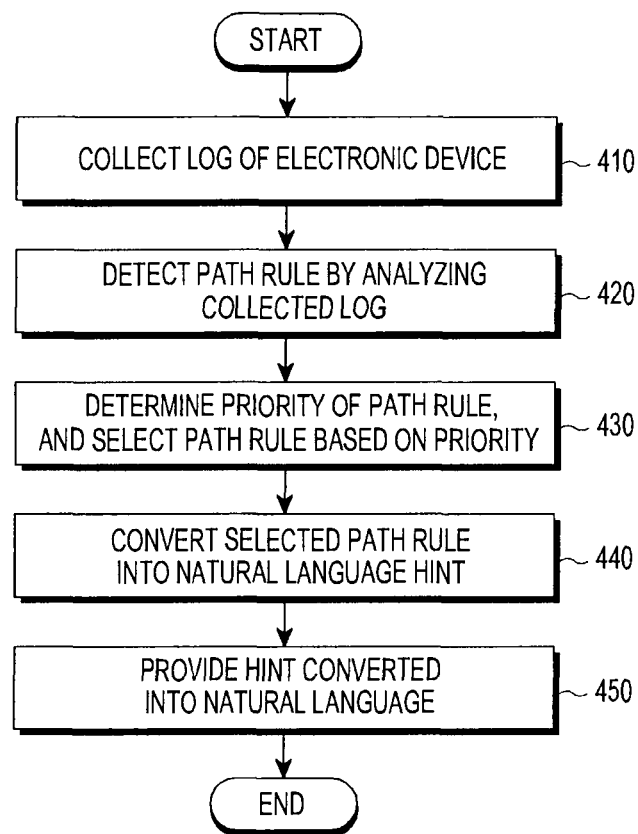 START
COLLECT LOG OF ELECTRONIC DEVICE
410
DETECT PATH RULE BY ANALYZING
COLLECTED LOG
420
DETERMINE PRIORITY OF PATH RULE,
AND SELECT PATH RULE BASED ON PRIORITY
430
CONVERT SELECTED PATH RULE
INTO NATURAL LANGUAGE HINT
440
PROVIDE HINT CONVERTED
INTO NATURAL LANGUAGE
450
END